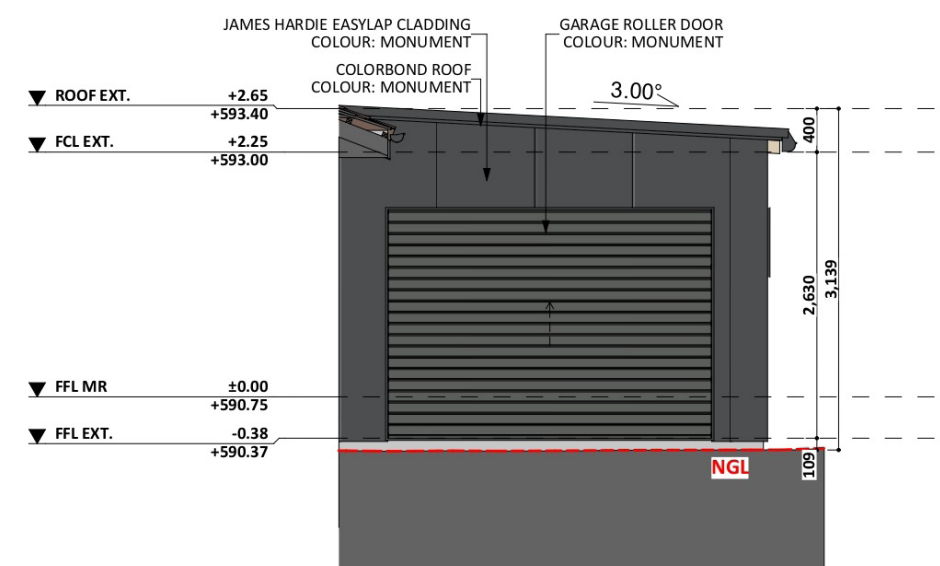 JAMES HARDIE EASYLAP CLADDING
COLOUR: MONUMENT
GARAGE ROLLER DOOR
COLOUR: MONUMENT
COLORBOND ROOF
COLOUR: MONUMENT
3.00°
ROOF EXT. +2.65
+593.40
FCL EXT. +2.25
+593.00
400
2,630
3,139
FFL MR ±0.00
+590.75
FFL EXT. -0.38
+590.37
NGL
109